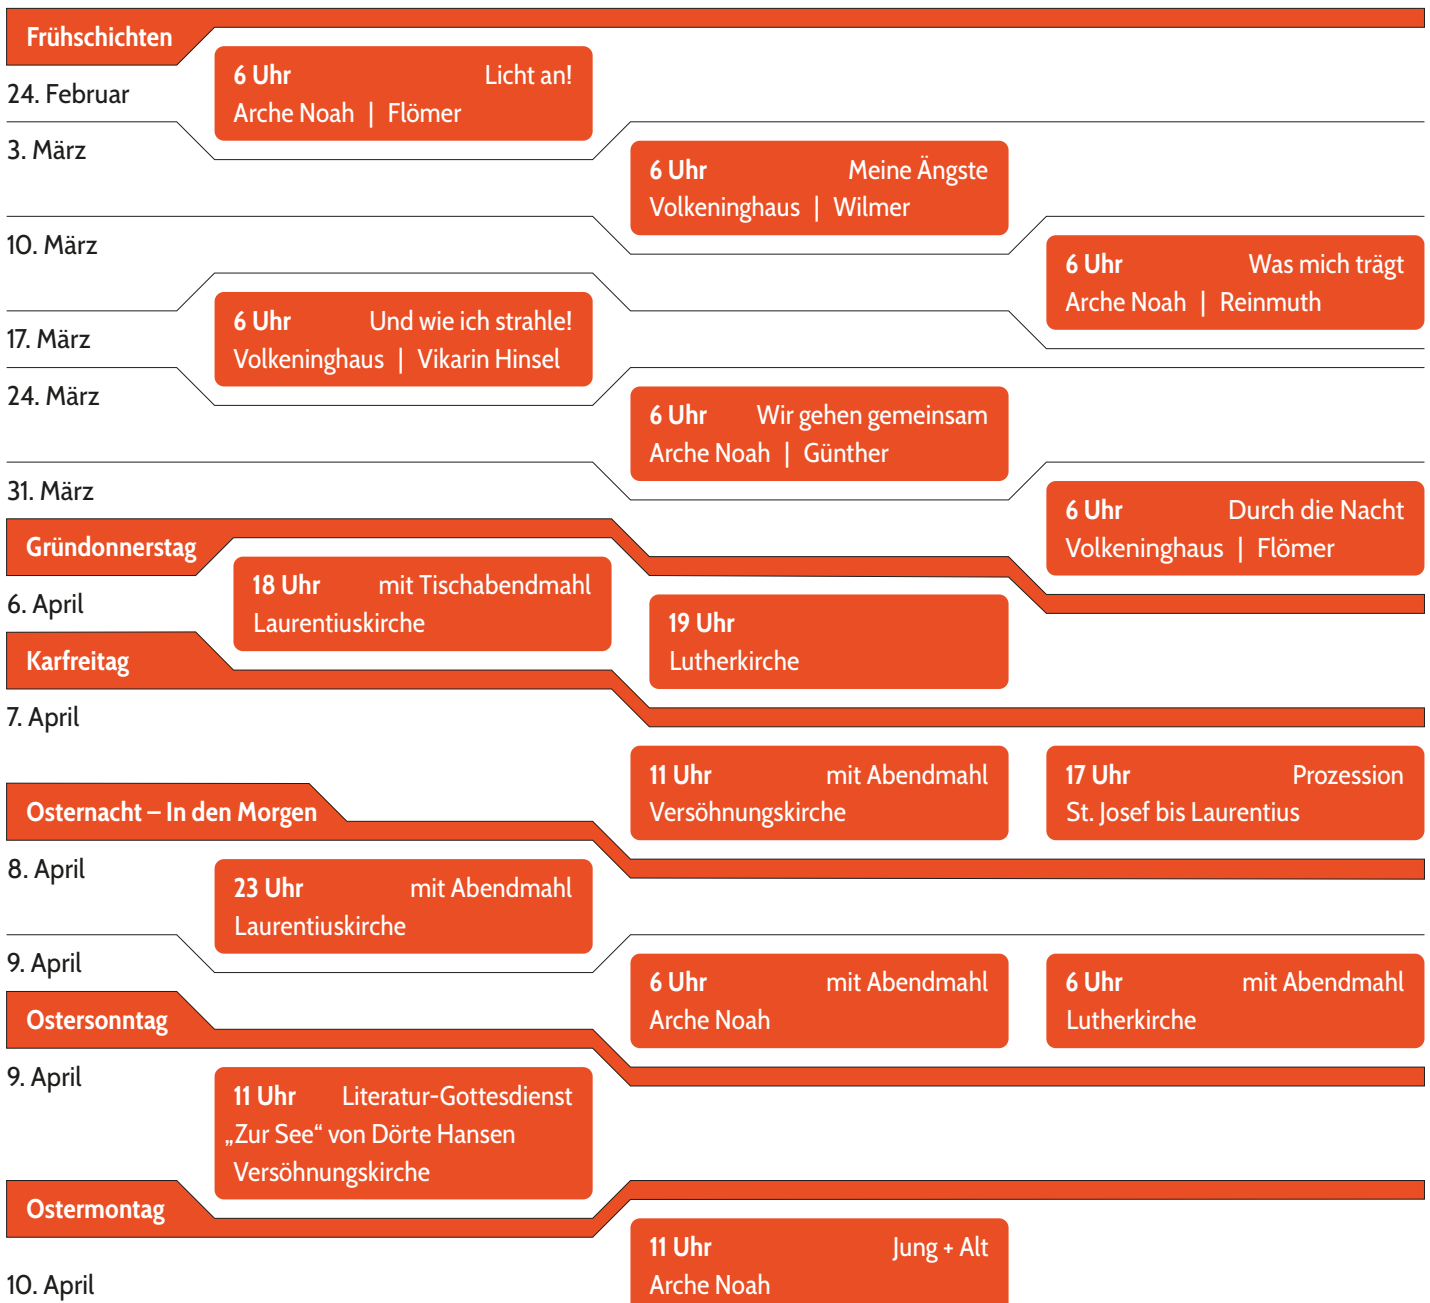 Frühschichten
24. Februar
6 Uhr Licht an!
Arche Noah | Flömer
3. März
6 Uhr Meine Ängste
Volkeninghaus | Wilmer
10. März
6 Uhr Was mich trägt
Arche Noah | Reinmuth
17. März
6 Uhr Und wie ich strahle!
Volkeninghaus | Vikarin Hinsel
24. März
6 Uhr Wir gehen gemeinsam
Arche Noah | Günther
31. März
6 Uhr Durch die Nacht
Volkeninghaus | Flömer
Gründonnerstag
6. April
18 Uhr mit Tischabendmahl
Laurentiuskirche
19 Uhr
Lutherkirche
Karfreitag
7. April
11 Uhr mit Abendmahl
Versöhnungskirche
17 Uhr Prozession
St. Josef bis Laurentius
Osternacht – In den Morgen
8. April
23 Uhr mit Abendmahl
Laurentiuskirche
9. April
6 Uhr mit Abendmahl
Arche Noah
6 Uhr mit Abendmahl
Lutherkirche
Ostersonntag
9. April
11 Uhr Literatur-Gottesdienst
„Zur See“ von Dörte Hansen
Versöhnungskirche
Ostermontag
10. April
11 Uhr Jung + Alt
Arche Noah